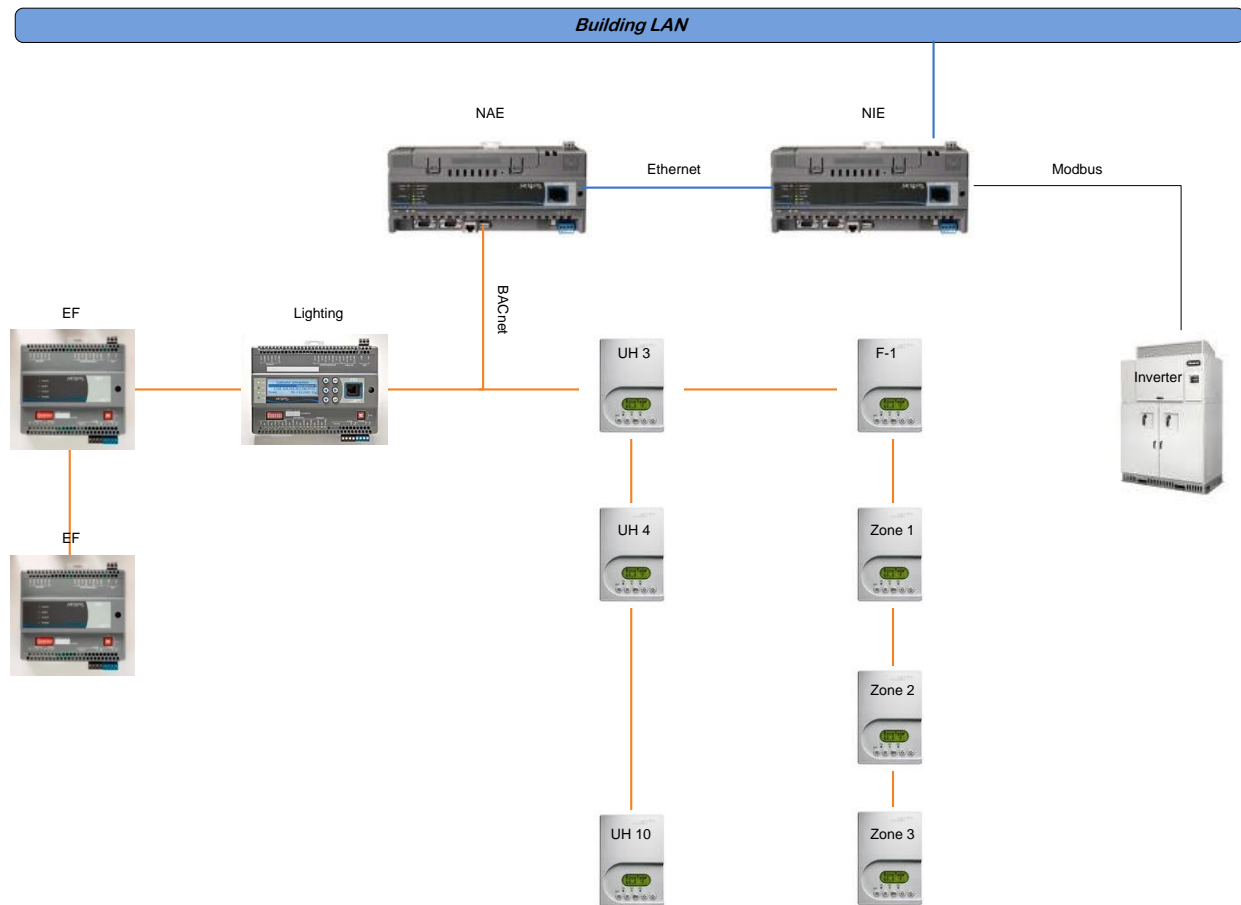 Building LAN
NAE
NIE
Ethernet
Modbus
BACnet
EF
Lighting
UH 3
F-1
Inverter
UH 4
Zone 1
EF
Zone 2
UH 10
Zone 3